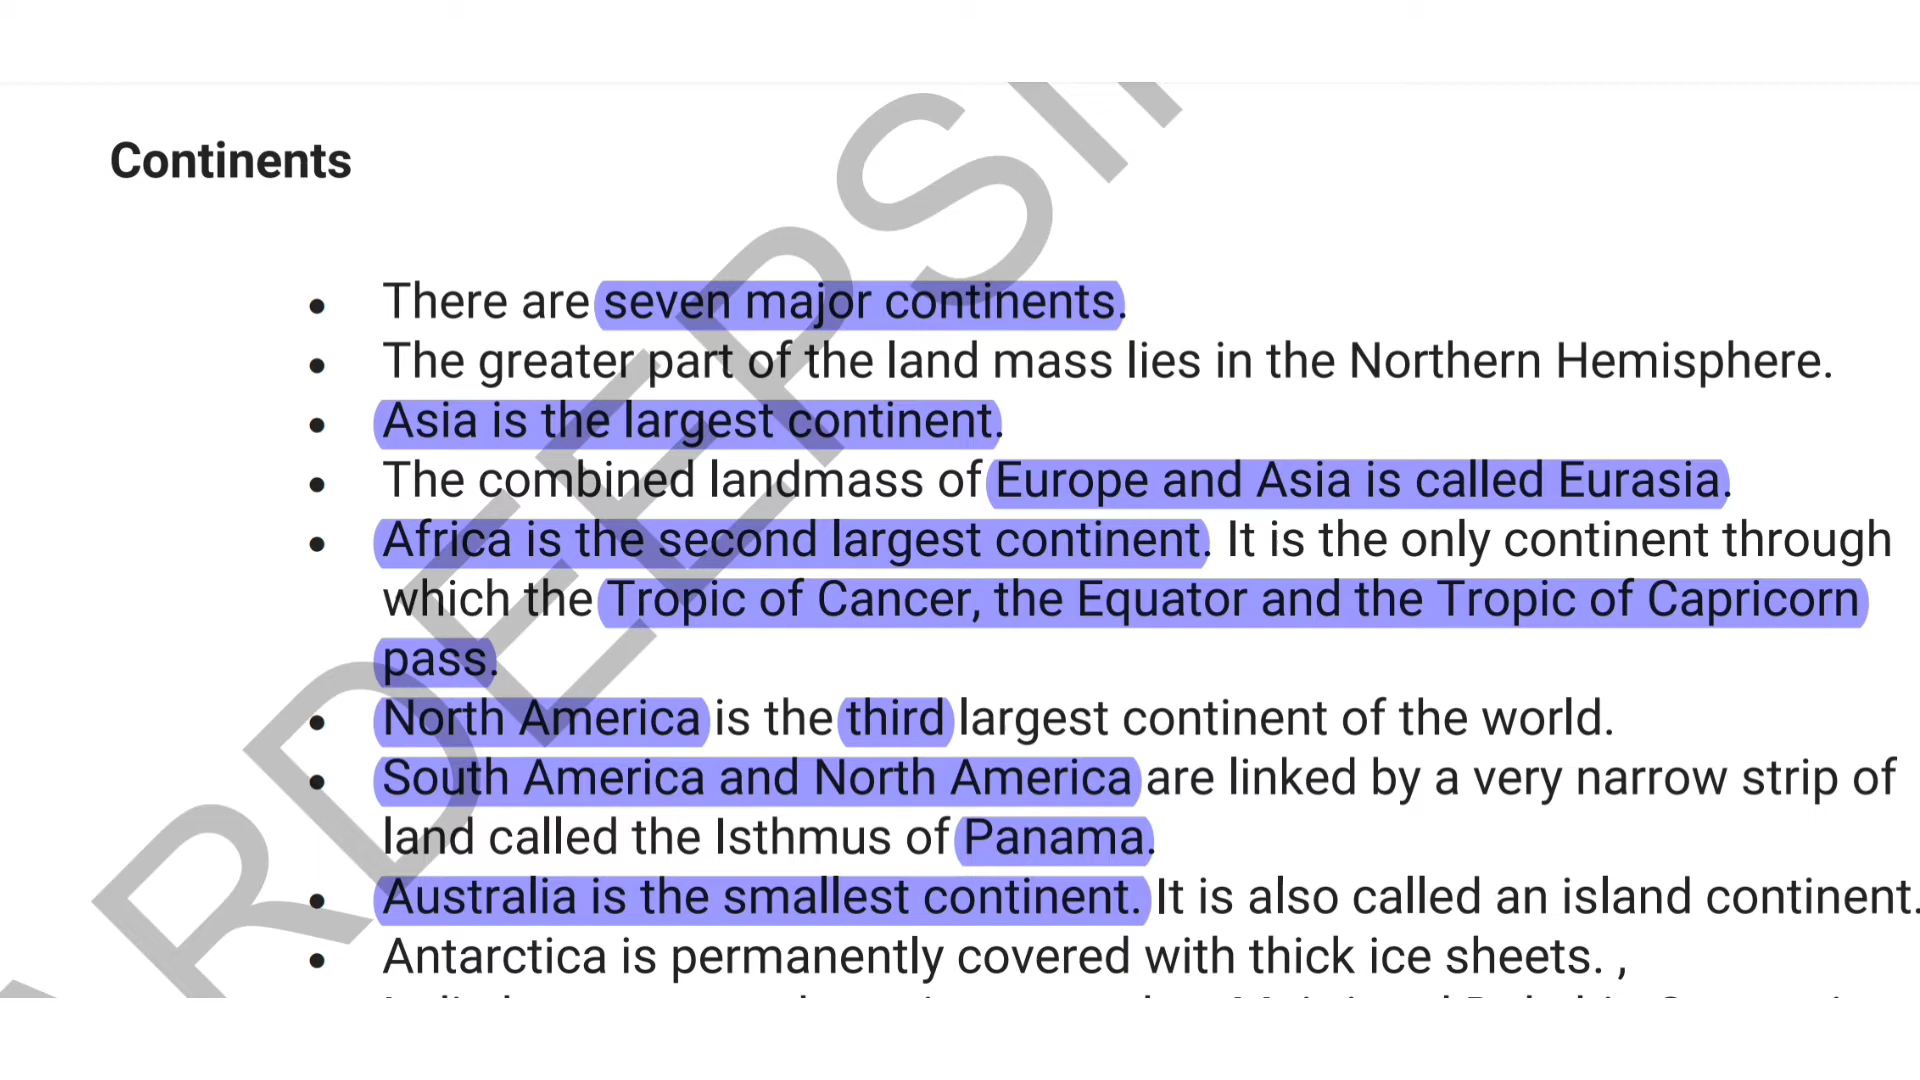 Continents
• There are seven major continents.
• The greater part of the land mass lies in the Northern Hemisphere.
• Asia is the largest continent.
• The combined landmass of Europe and Asia is called Eurasia.
• Africa is the second largest continent. It is the only continent through
which the Tropic of Cancer, the Equator and the Tropic of Capricorn
pass.
• North America is the third largest continent of the world.
• South America and North America are linked by a very narrow strip of
land called the Isthmus of Panama.
• Australia is the smallest continent. It is also called an island continent.
• Antarctica is permanently covered with thick ice sheets. ,